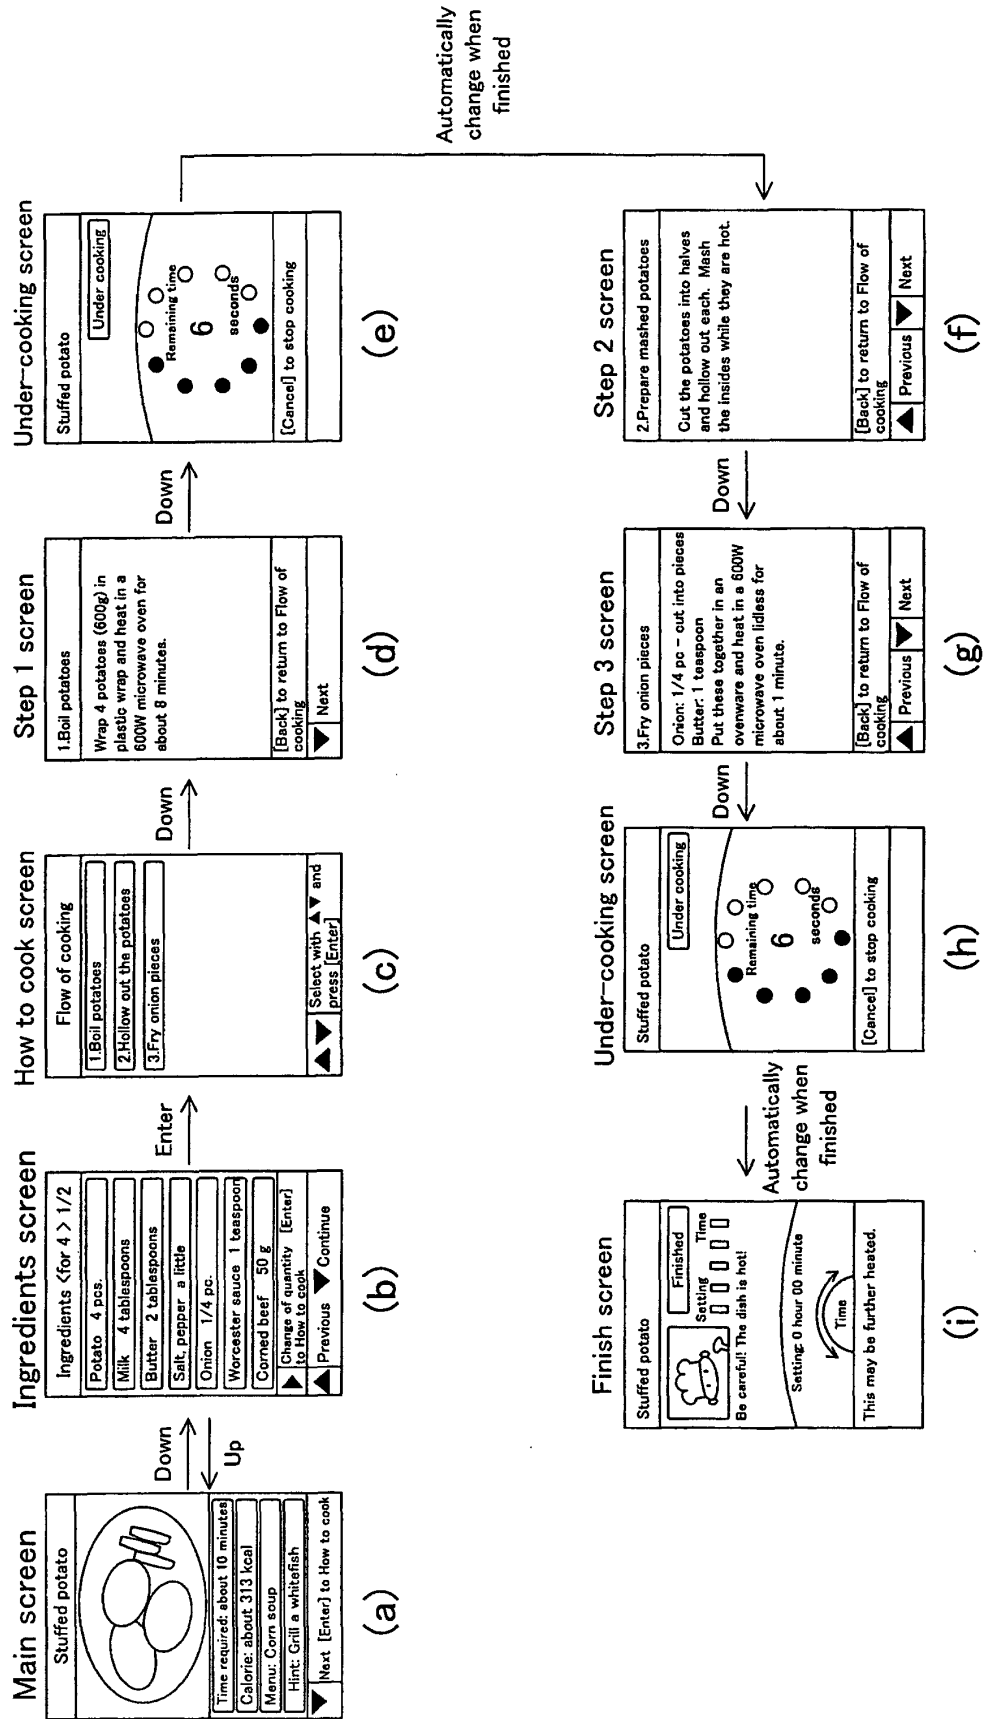 Main screen
Stuffed potato
Time required: about 10 minutes
Calorie: about 313 kcal
Menu: Corn soup
Hint: Grill a whitefish
▼ Next [Enter] to How to cook
(a)
Down
Up
Ingredients screen
Ingredients <for 4 > 1/2
Potato 4 pcs.
Milk 4 tablespoons
Butter 2 tablespoons
Salt, pepper a little
Onion 1/4 pc.
Worcester sauce 1 teaspoon
Corned beef 50 g
▶ Change of quantity [Enter]
to How to cook
▲ Previous ▼ Continue
(b)
Enter
How to cook screen
Flow of cooking
1.Boil potatoes
2.Hollow out the potatoes
3.Fry onion pieces
▲▼ Select with ▲▼ and
press [Enter]
(c)
Down
Step 1 screen
1.Boil potatoes
Wrap 4 potatoes (600g) in
plastic wrap and heat in a
600W microwave oven for
about 8 minutes.
[Back] to return to Flow of
cooking
▼ Next
(d)
Down
Under-cooking screen
Stuffed potato
Under cooking
Remaining time
6
seconds
[Cancel] to stop cooking
(e)
Automatically
change when
finished
Step 2 screen
2.Prepare mashed potatoes
Cut the potatoes into halves
and hollow out each. Mash
the insides while they are hot.
[Back] to return to Flow of
cooking
▲ Previous ▼ Next
(f)
Down
Step 3 screen
3.Fry onion pieces
Onion: 1/4 pc - cut into pieces
Butter: 1 teaspoon
Put these together in an
ovenware and heat in a 600W
microwave oven lidless for
about 1 minute.
[Back] to return to Flow of
cooking
▲ Previous ▼ Next
(g)
Down
Under-cooking screen
Stuffed potato
Under cooking
Remaining time
6
seconds
[Cancel] to stop cooking
(h)
Automatically
change when
finished
Finish screen
Stuffed potato
Finished
Setting Time
0 0 0 0
Be careful! The dish is hot!
Setting: 0 hour 00 minute
Time
This may be further heated.
(i)